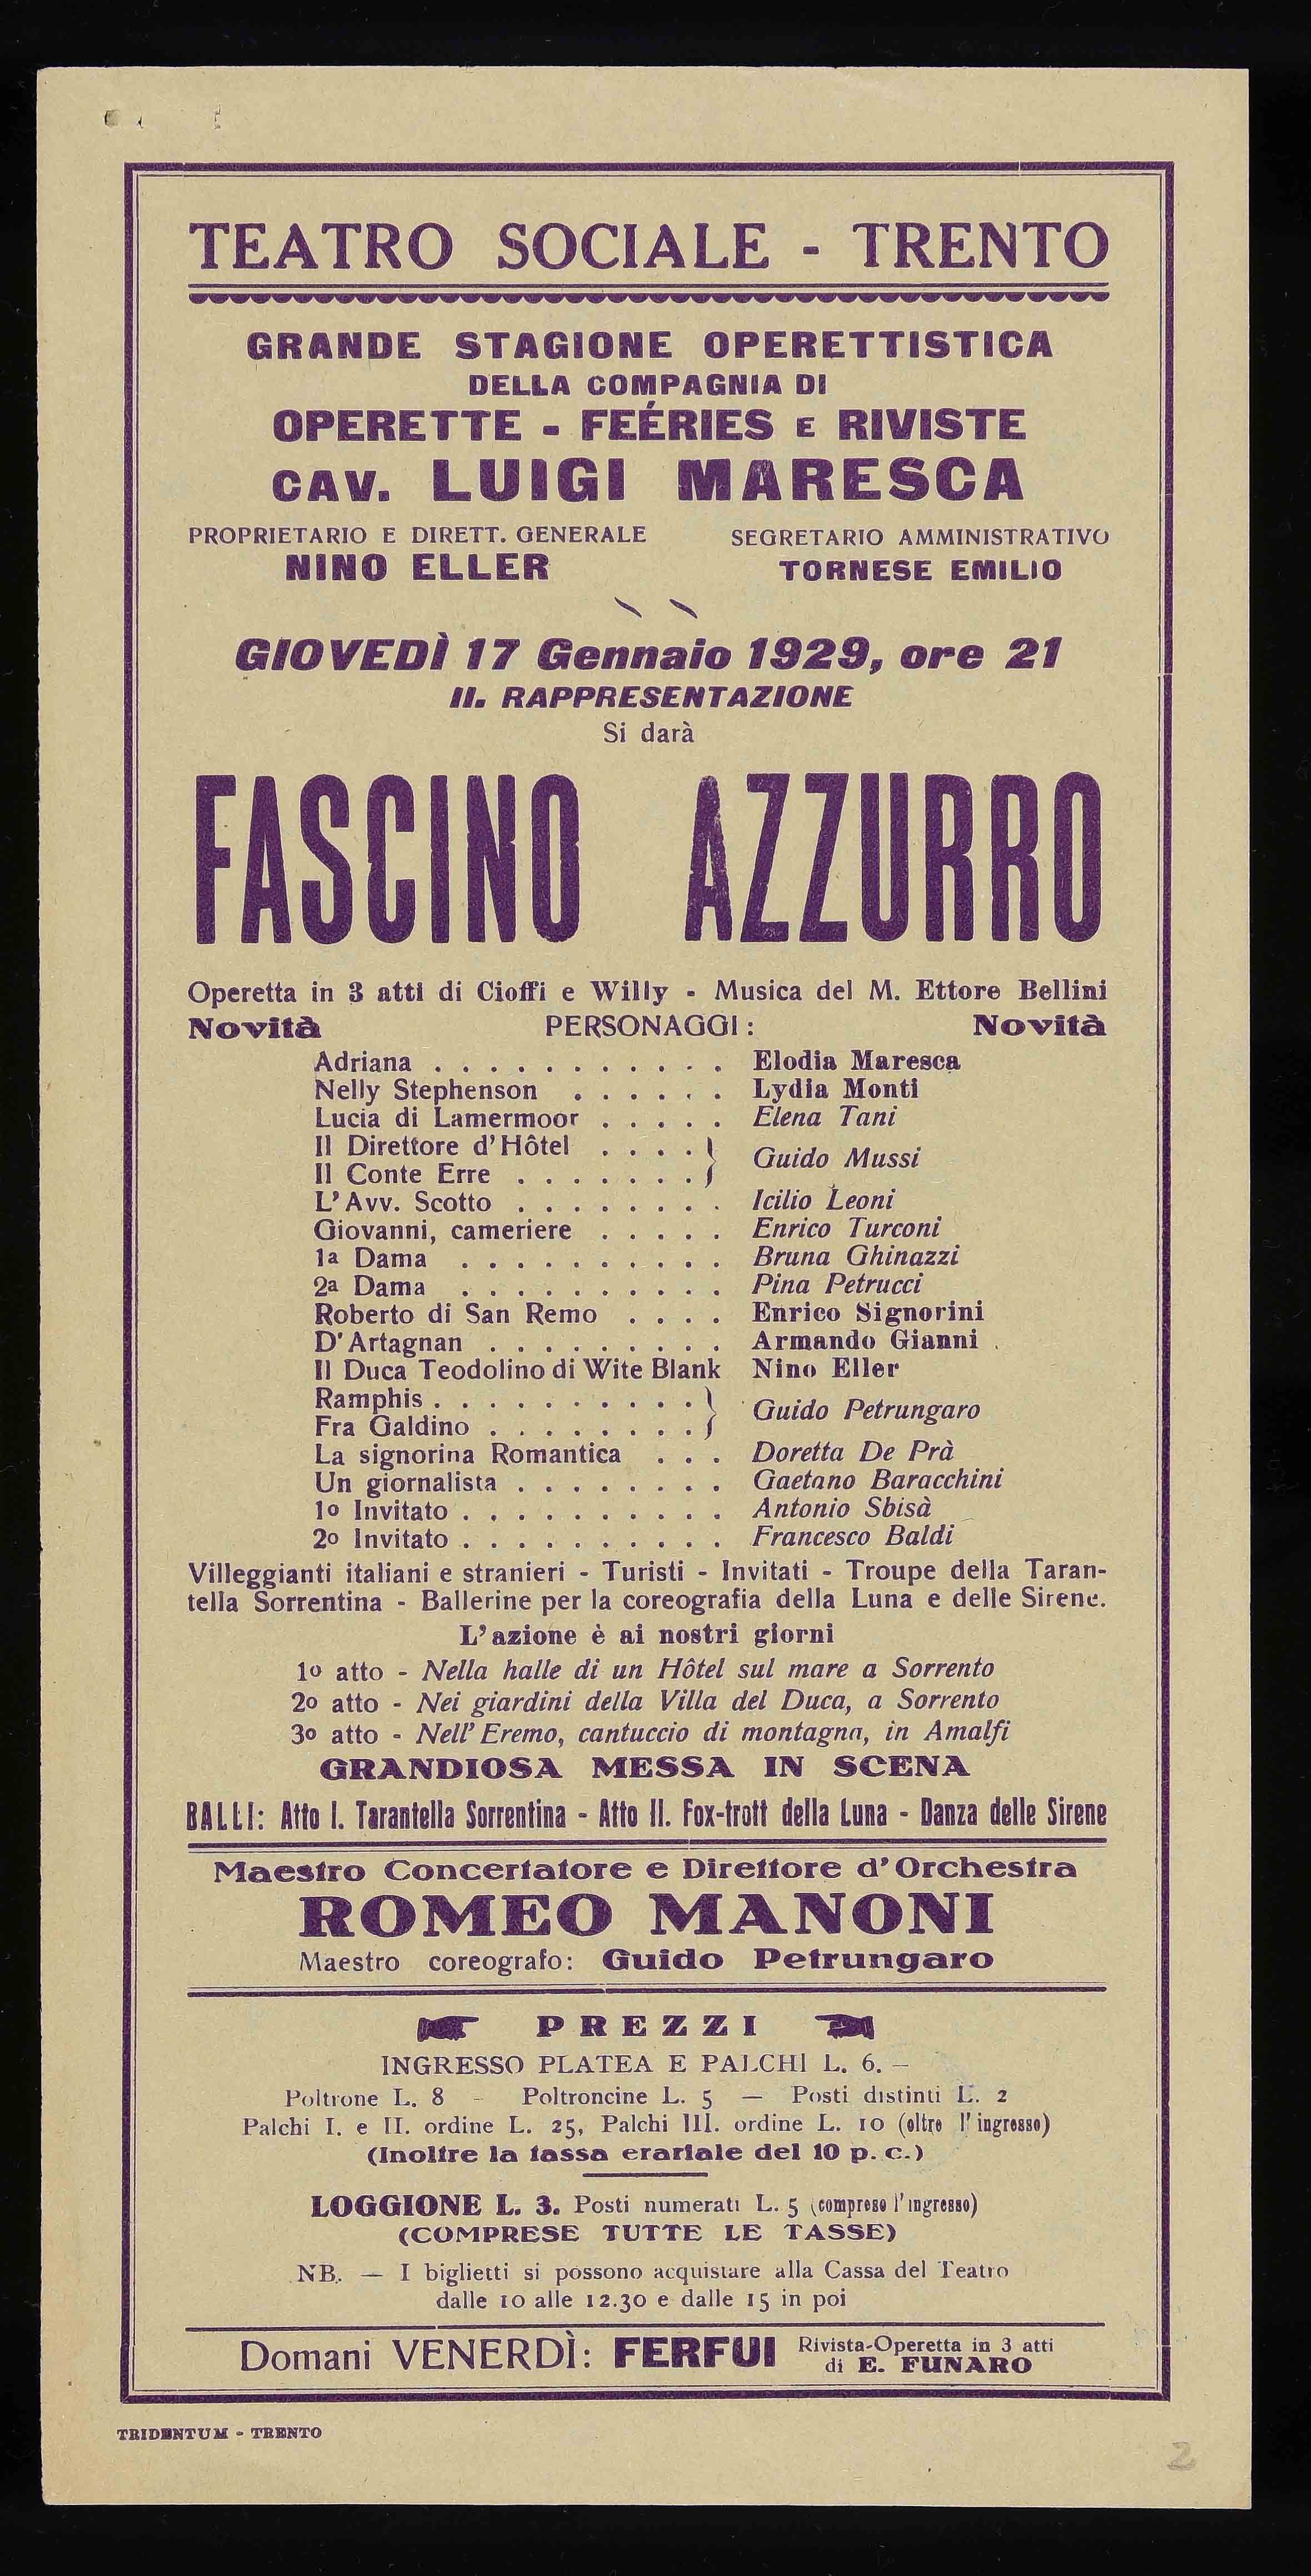 TEATRO SOCIALE - TRENTO
GRANDE STAGIONE OPERETTISTICA
DELLA COMPAGNIA DI
OPERETTE - FEÉRIES E RIVISTE
CAV. LUIGI MARESCA
PROPRIETARIO E DIRETT. GENERALE SEGRETARIO AMMINISTRATIVO
NINO ELLER TORNESE EMILIO
GIOVEDÌ 17 Gennaio 1929, ore 21
II. RAPPRESENTAZIONE
Si darà
FASCINO AZZURRO
Operetta in 3 atti di Cioffi e Willy - Musica del M. Ettore Bellini
Novità PERSONAGGI: Novità
Adriana . . . . . . . . . . . Elodia Maresca
Nelly Stephenson . . . . . . Lydia Monti
Lucia di Lamermoor . . . . . Elena Tani
Il Direttore d'Hôtel . . . . } Guido Mussi
Il Conte Erre . . . . . . . }
L'Avv. Scotto . . . . . . . . Icilio Leoni
Giovanni, cameriere . . . . . Enrico Turconi
1a Dama . . . . . . . . . . Bruna Ghinazzi
2a Dama . . . . . . . . . . Pina Petrucci
Roberto di San Remo . . . . Enrico Signorini
D'Artagnan . . . . . . . . . Armando Gianni
Il Duca Teodolino di Wite Blank Nino Eller
Ramphis . . . . . . . . . . } Guido Petrungaro
Fra Galdino . . . . . . . . }
La signorina Romantica . . . Doretta De Prà
Un giornalista . . . . . . . . Gaetano Baracchini
1o Invitato . . . . . . . . . . Antonio Sbisà
2o Invitato . . . . . . . . . . Francesco Baldi
Villeggianti italiani e stranieri - Turisti - Invitati - Troupe della Taran-
tella Sorrentina - Ballerine per la coreografia della Luna e delle Sirene.
L'azione è ai nostri giorni
1o atto - Nella halle di un Hôtel sul mare a Sorrento
2o atto - Nei giardini della Villa del Duca, a Sorrento
3o atto - Nell'Eremo, cantuccio di montagna, in Amalfi
GRANDIOSA MESSA IN SCENA
BALLI: Atto I. Tarantella Sorrentina - Atto II. Fox-trott della Luna - Danza delle Sirene
Maestro Concertatore e Direttore d'Orchestra
ROMEO MANONI
Maestro coreografo: Guido Petrungaro
PREZZI
INGRESSO PLATEA E PALCHI L. 6. —
Poltrone L. 8 - Poltroncine L. 5 — Posti distinti L. 2
Palchi I. e II. ordine L. 25, Palchi III. ordine L. 10 (oltre l'ingresso)
(Inoltre la tassa erariale del 10 p. c.)
LOGGIONE L. 3. Posti numerati L. 5 (compreso l'ingresso)
(COMPRESE TUTTE LE TASSE)
NB. — I biglietti si possono acquistare alla Cassa del Teatro
dalle 10 alle 12.30 e dalle 15 in poi
Domani VENERDÌ: FERFUI Rivista-Operetta in 3 atti
di E. FUNARO
TRIDENTUM - TRENTO
2